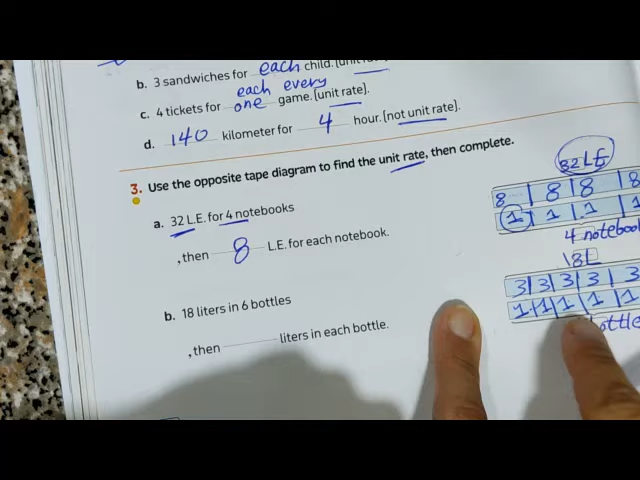 b. 3 sandwiches for each child. [unit
each every
c. 4 tickets for one game. [unit rate].
d. 140 kilometer for 4 hour. [not unit rate].
3. Use the opposite tape diagram to find the unit rate, then complete.
32 L.E
a. 32 L.E. for 4 notebooks
8 8 8 8
1 1 1 1
, then 8 L.E. for each notebook.
4 notebook
18L
b. 18 liters in 6 bottles
3 3 3 3 3
1 1 1 1 1
, then liters in each bottle.